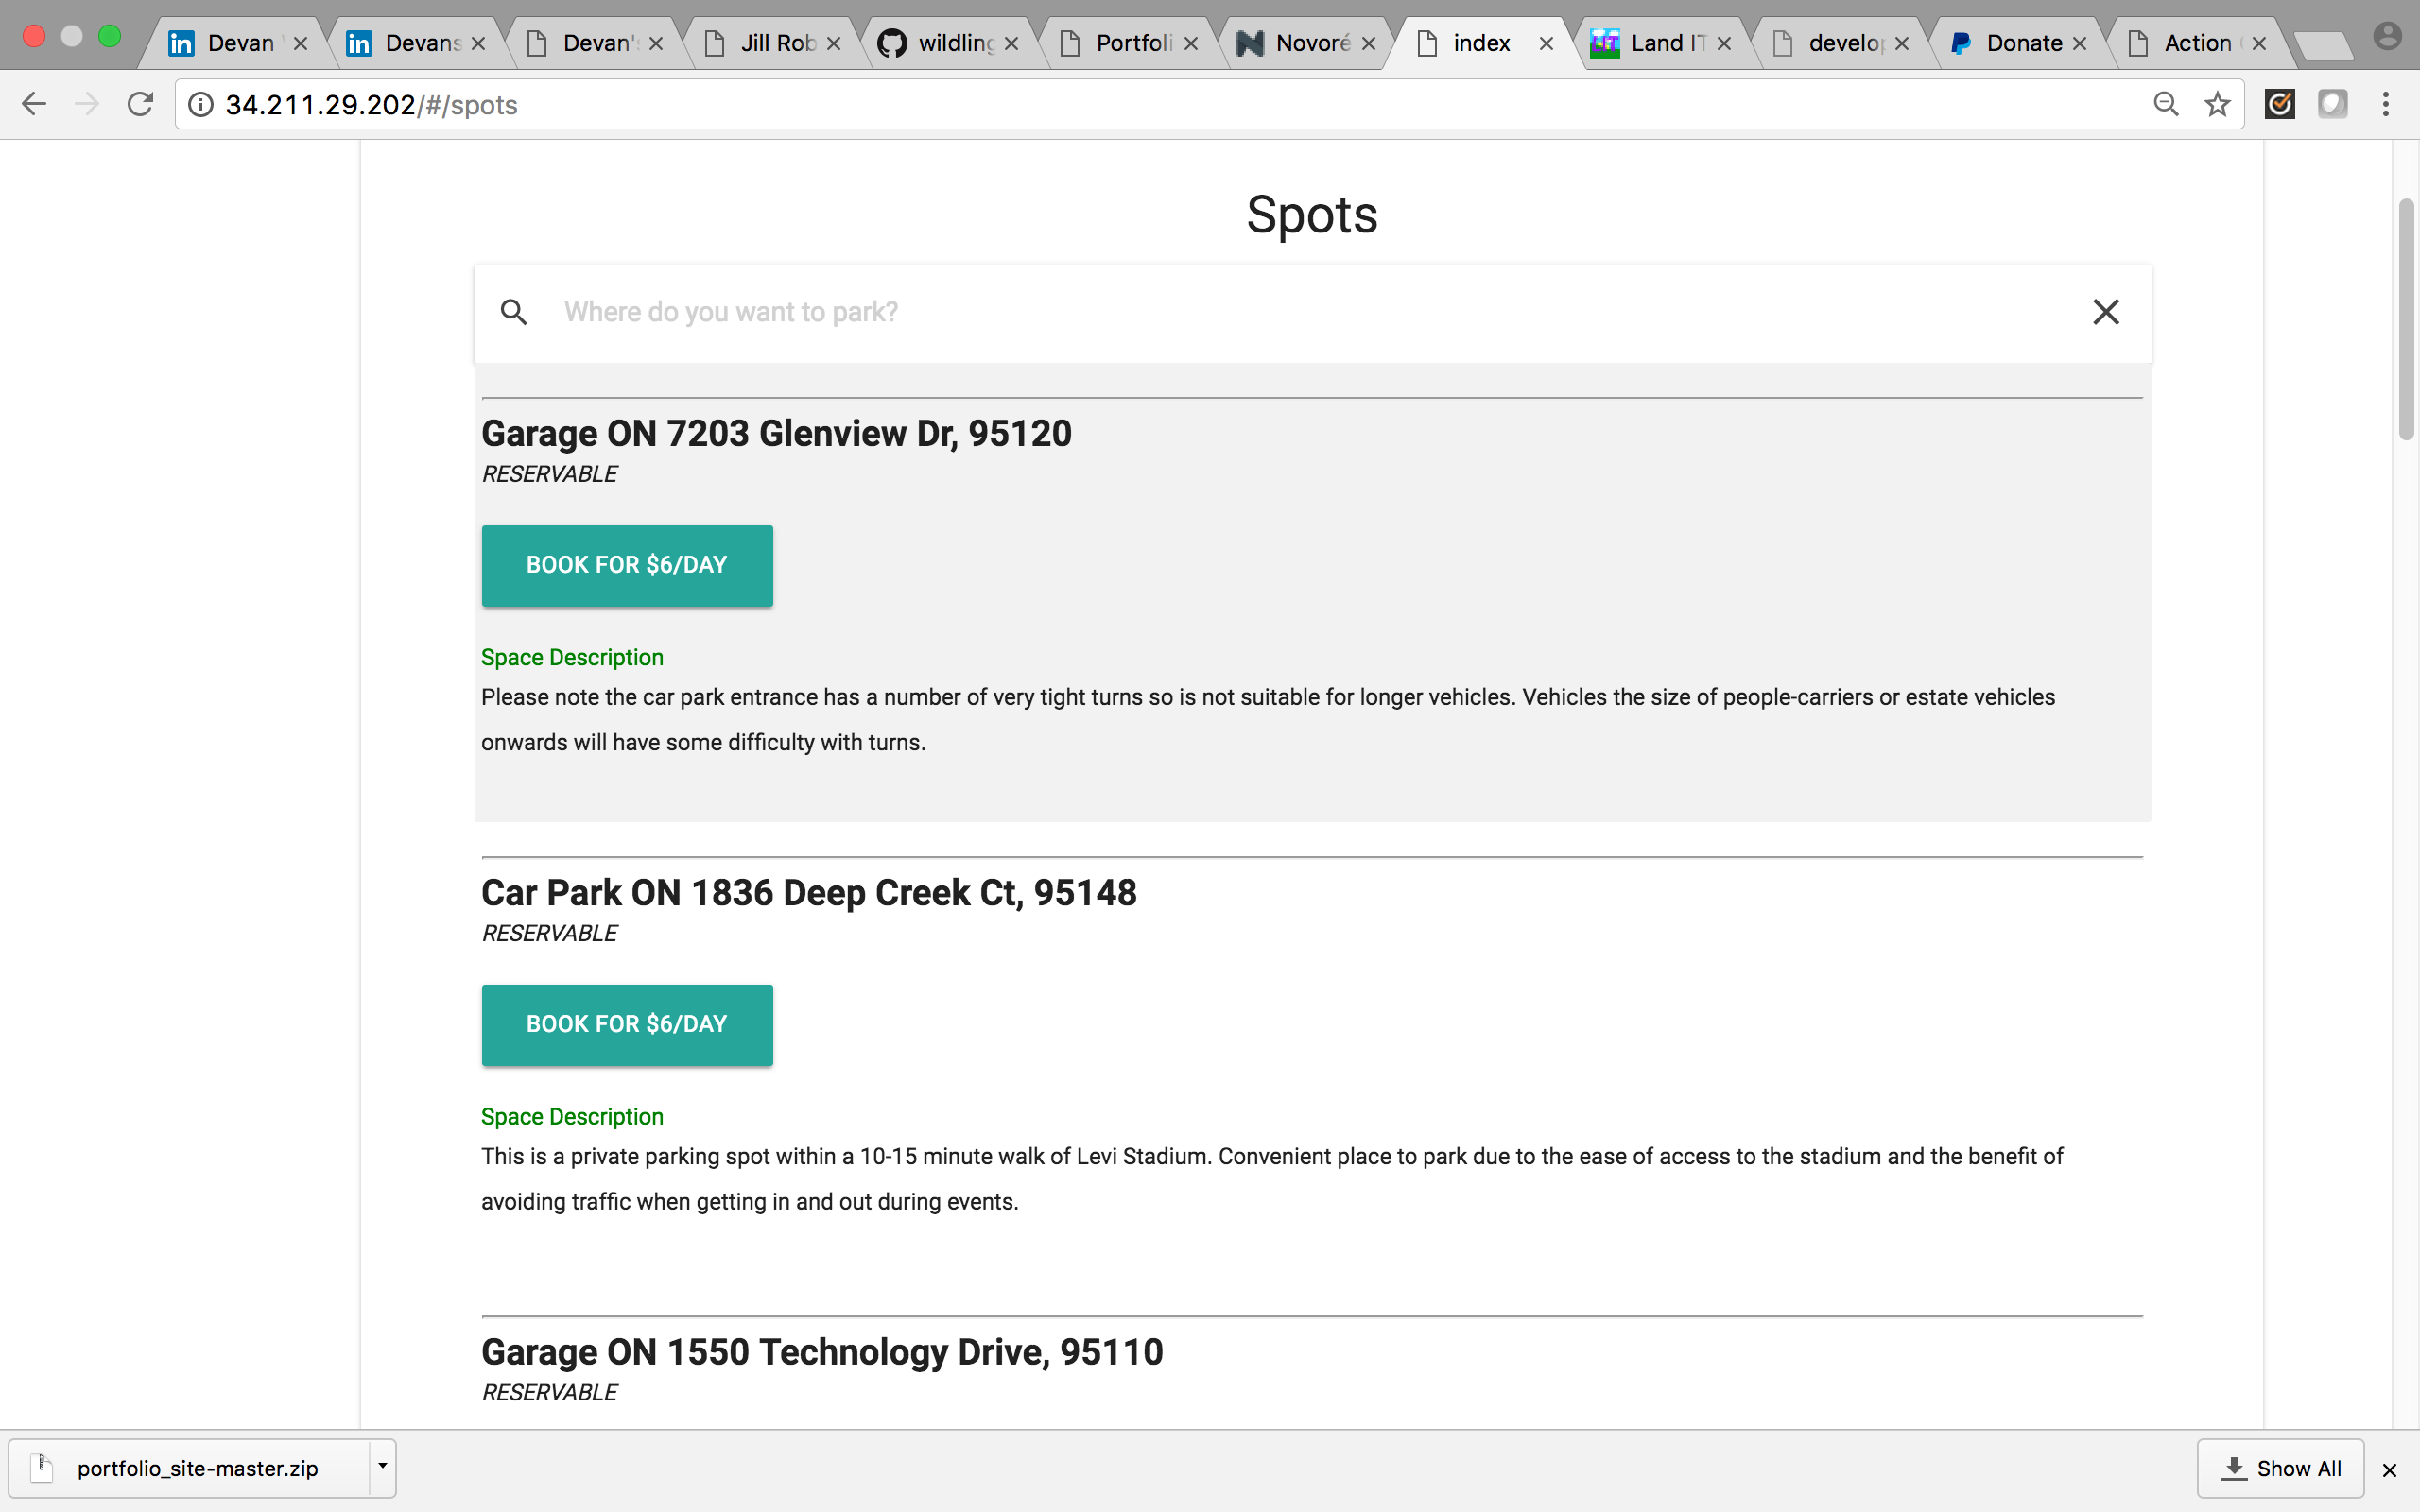 Devan
Devans
Devan's
Jill Rob
wildling
Portfoli
Novoré
index
Land IT
develop
Donate
Action
34.211.29.202/#/spots
Spots
Where do you want to park?
Garage ON 7203 Glenview Dr, 95120
RESERVABLE
BOOK FOR $6/DAY
Space Description
Please note the car park entrance has a number of very tight turns so is not suitable for longer vehicles. Vehicles the size of people-carriers or estate vehicles
onwards will have some difficulty with turns.
Car Park ON 1836 Deep Creek Ct, 95148
RESERVABLE
BOOK FOR $6/DAY
Space Description
This is a private parking spot within a 10-15 minute walk of Levi Stadium. Convenient place to park due to the ease of access to the stadium and the benefit of
avoiding traffic when getting in and out during events.
Garage ON 1550 Technology Drive, 95110
RESERVABLE
portfolio_site-master.zip
Show All